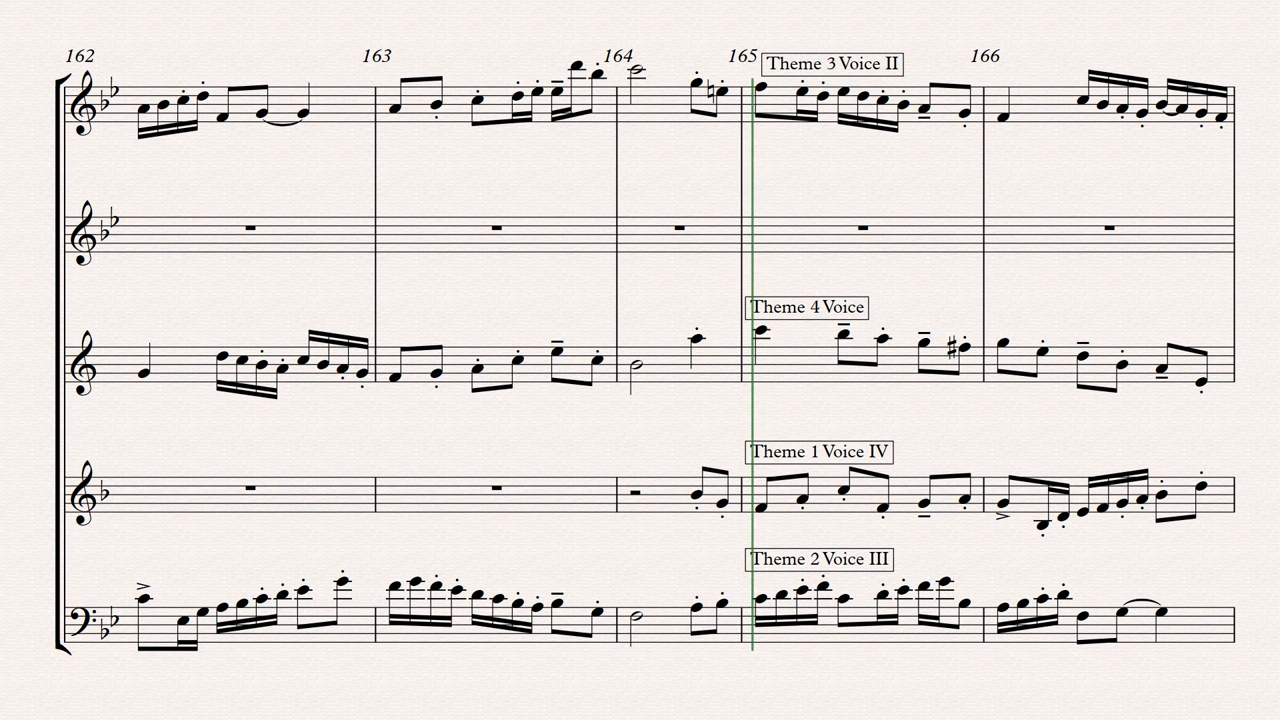 162 163 164 165 166
Theme 3 Voice II
Theme 4 Voice
Theme 1 Voice IV
Theme 2 Voice III